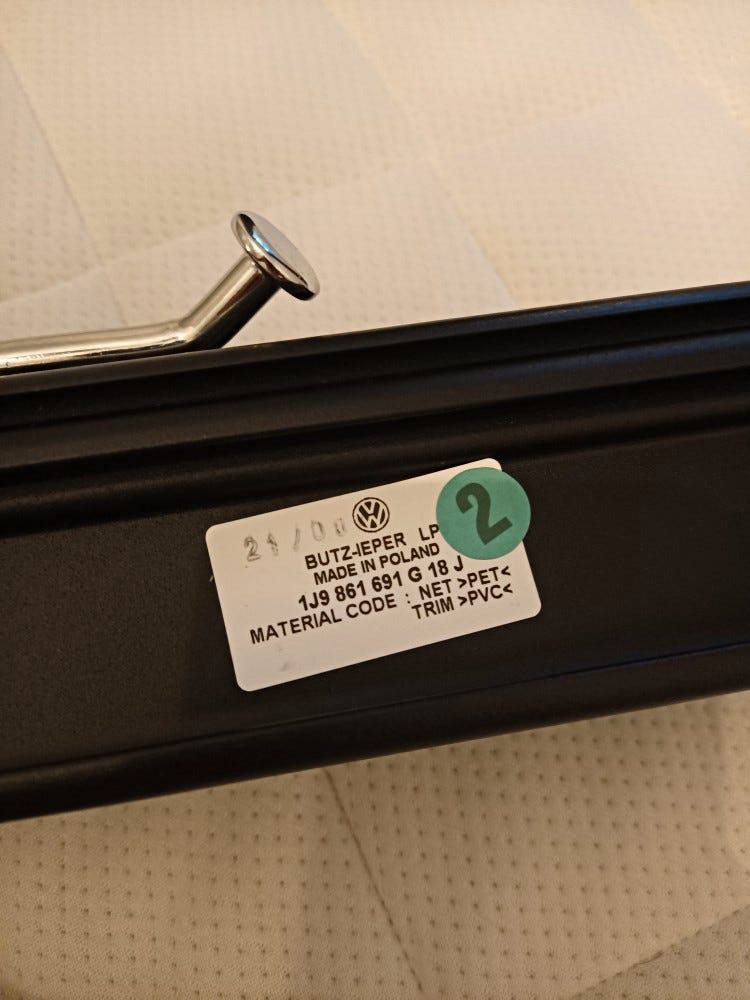 BUTZ-IEPER LP
MADE IN POLAND
1J9 861 691 G 18 J
MATERIAL CODE : NET >PET<
TRIM >PVC<
2